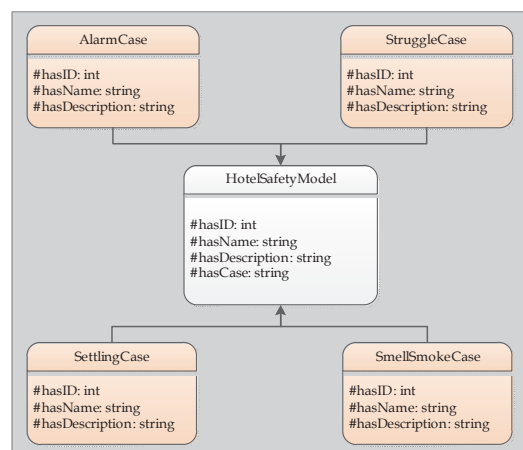 AlarmCase
#hasID: int
#hasName: string
#hasDescription: string
StruggleCase
#hasID: int
#hasName: string
#hasDescription: string
HotelSafetyModel
#hasID: int
#hasName: string
#hasDescription: string
#hasCase: string
SettlingCase
#hasID: int
#hasName: string
#hasDescription: string
SmellSmokeCase
#hasID: int
#hasName: string
#hasDescription: string